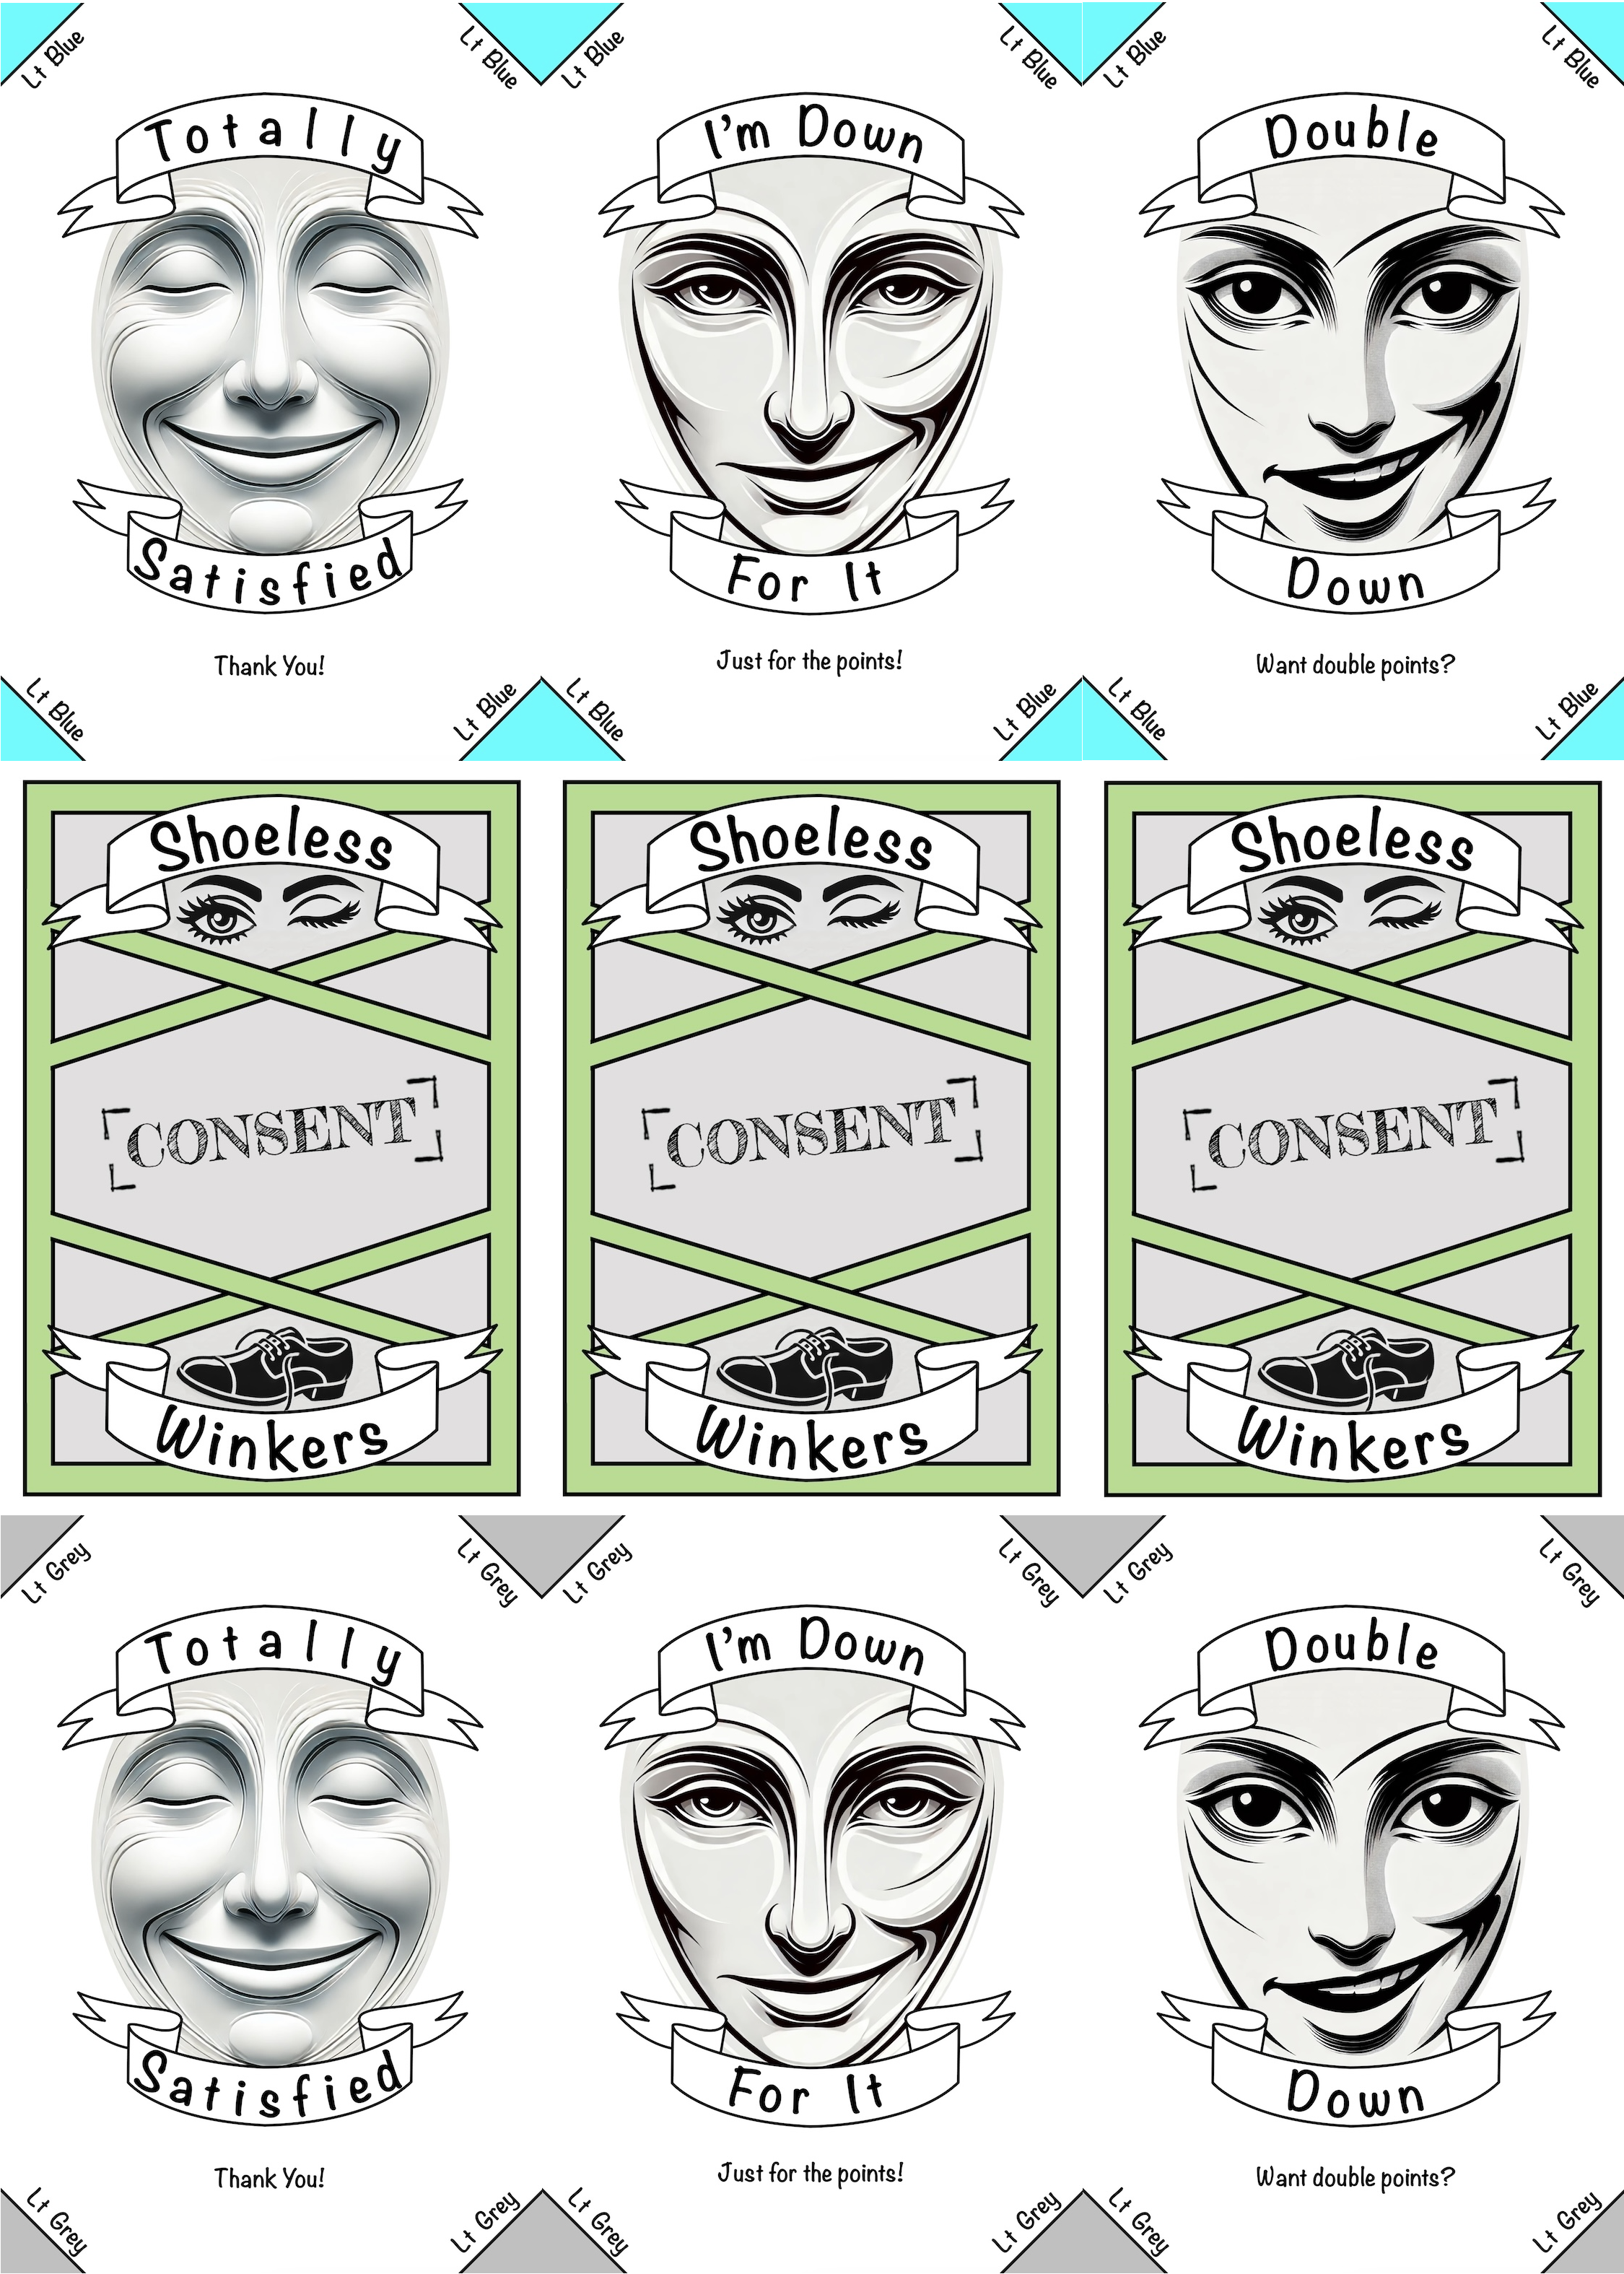 Lt Blue
Lt Blue
Lt Blue
Lt Blue
Lt Blue
Lt Blue
Totally
I'm Down
Double
Satisfied
For It
Down
Thank You!
Just for the points!
Want double points?
Lt Blue
Lt Blue
Lt Blue
Lt Blue
Lt Blue
Lt Blue
Shoeless
Shoeless
Shoeless
CONSENT
CONSENT
CONSENT
Winkers
Winkers
Winkers
Lt Grey
Lt Grey
Lt Grey
Lt Grey
Lt Grey
Lt Grey
Totally
I'm Down
Double
Satisfied
For It
Down
Thank You!
Just for the points!
Want double points?
Lt Grey
Lt Grey
Lt Grey
Lt Grey
Lt Grey
Lt Grey